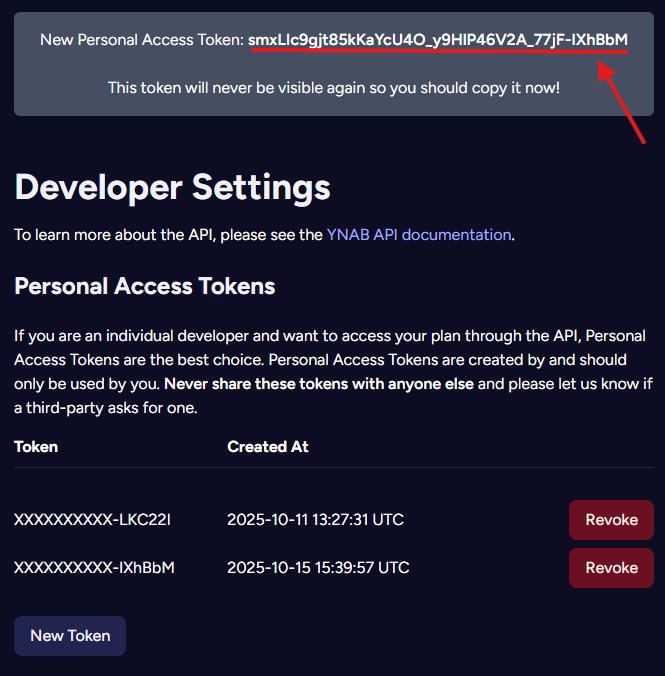 New Personal Access Token: smxLIc9gjt85kKaYcU4O_y9HIP46V2A_77jF-IXhBbM
This token will never be visible again so you should copy it now!
Developer Settings
To learn more about the API, please see the YNAB API documentation.
Personal Access Tokens
If you are an individual developer and want to access your plan through the API, Personal
Access Tokens are the best choice. Personal Access Tokens are created by and should
only be used by you. Never share these tokens with anyone else and please let us know if
a third-party asks for one.
Token Created At
XXXXXXXXXX-LKC22I 2025-10-11 13:27:31 UTC Revoke
XXXXXXXXXX-IXhBbM 2025-10-15 15:39:57 UTC Revoke
New Token